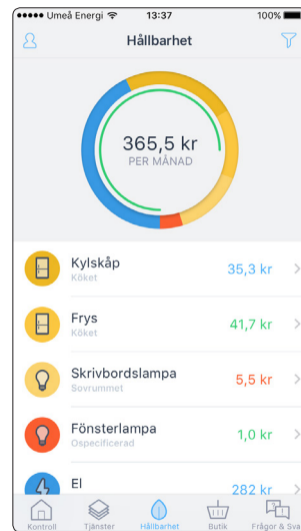 Umeå Energi 13:37 100%
Hållbarhet
365,5 kr
PER MÅNAD
Kylskåp
Köket
35,3 kr
Frys
Köket
41,7 kr
Skrivbordslampa
Sovrummet
5,5 kr
Fönsterlampa
Ospecificerad
1,0 kr
El
282 kr
Kontroll Tjänster Hållbarhet Butik Frågor & Sva